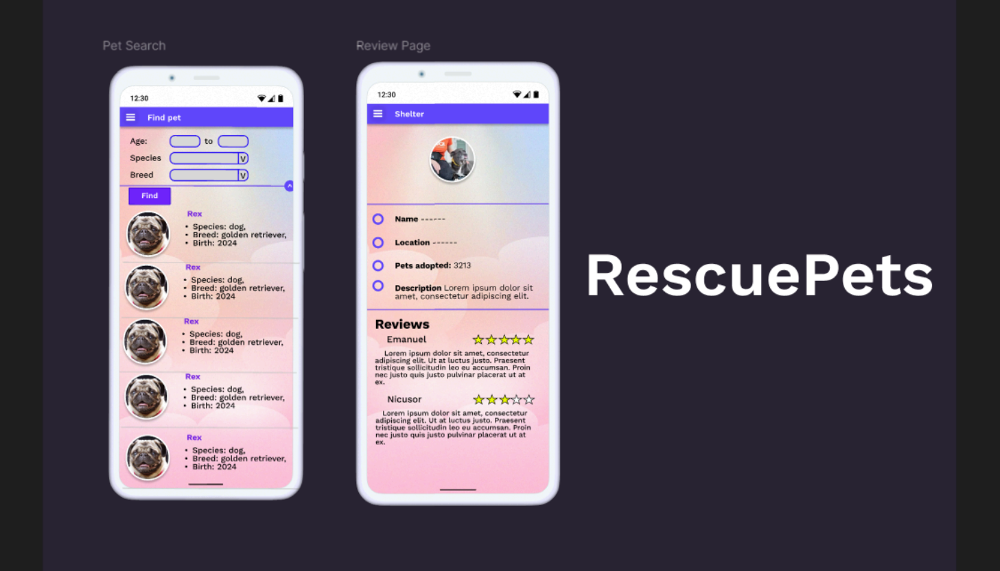 Pet Search
12:30
Find pet
Age: to
Species V
Breed V
^
Find
Rex
• Species: dog,
• Breed: golden retriever,
• Birth: 2024
Rex
• Species: dog,
• Breed: golden retriever,
• Birth: 2024
Rex
• Species: dog,
• Breed: golden retriever,
• Birth: 2024
Rex
• Species: dog,
• Breed: golden retriever,
• Birth: 2024
Rex
• Species: dog,
• Breed: golden retriever,
• Birth: 2024
Review Page
12:30
Shelter
Name ------
Location ------
Pets adopted: 3213
Description Lorem ipsum dolor sit
amet, consectetur adipiscing elit.
Reviews
Emanuel
Lorem ipsum dolor sit amet, consectetur
adipiscing elit. Ut at luctus justo. Praesent
tristique sollicitudin leo eu accumsan. Proin
nec justo quis justo pulvinar placerat ut at
ex.
Nicusor
Lorem ipsum dolor sit amet, consectetur
adipiscing elit. Ut at luctus justo. Praesent
tristique sollicitudin leo eu accumsan. Proin
nec justo quis justo pulvinar placerat ut at
ex.
RescuePets